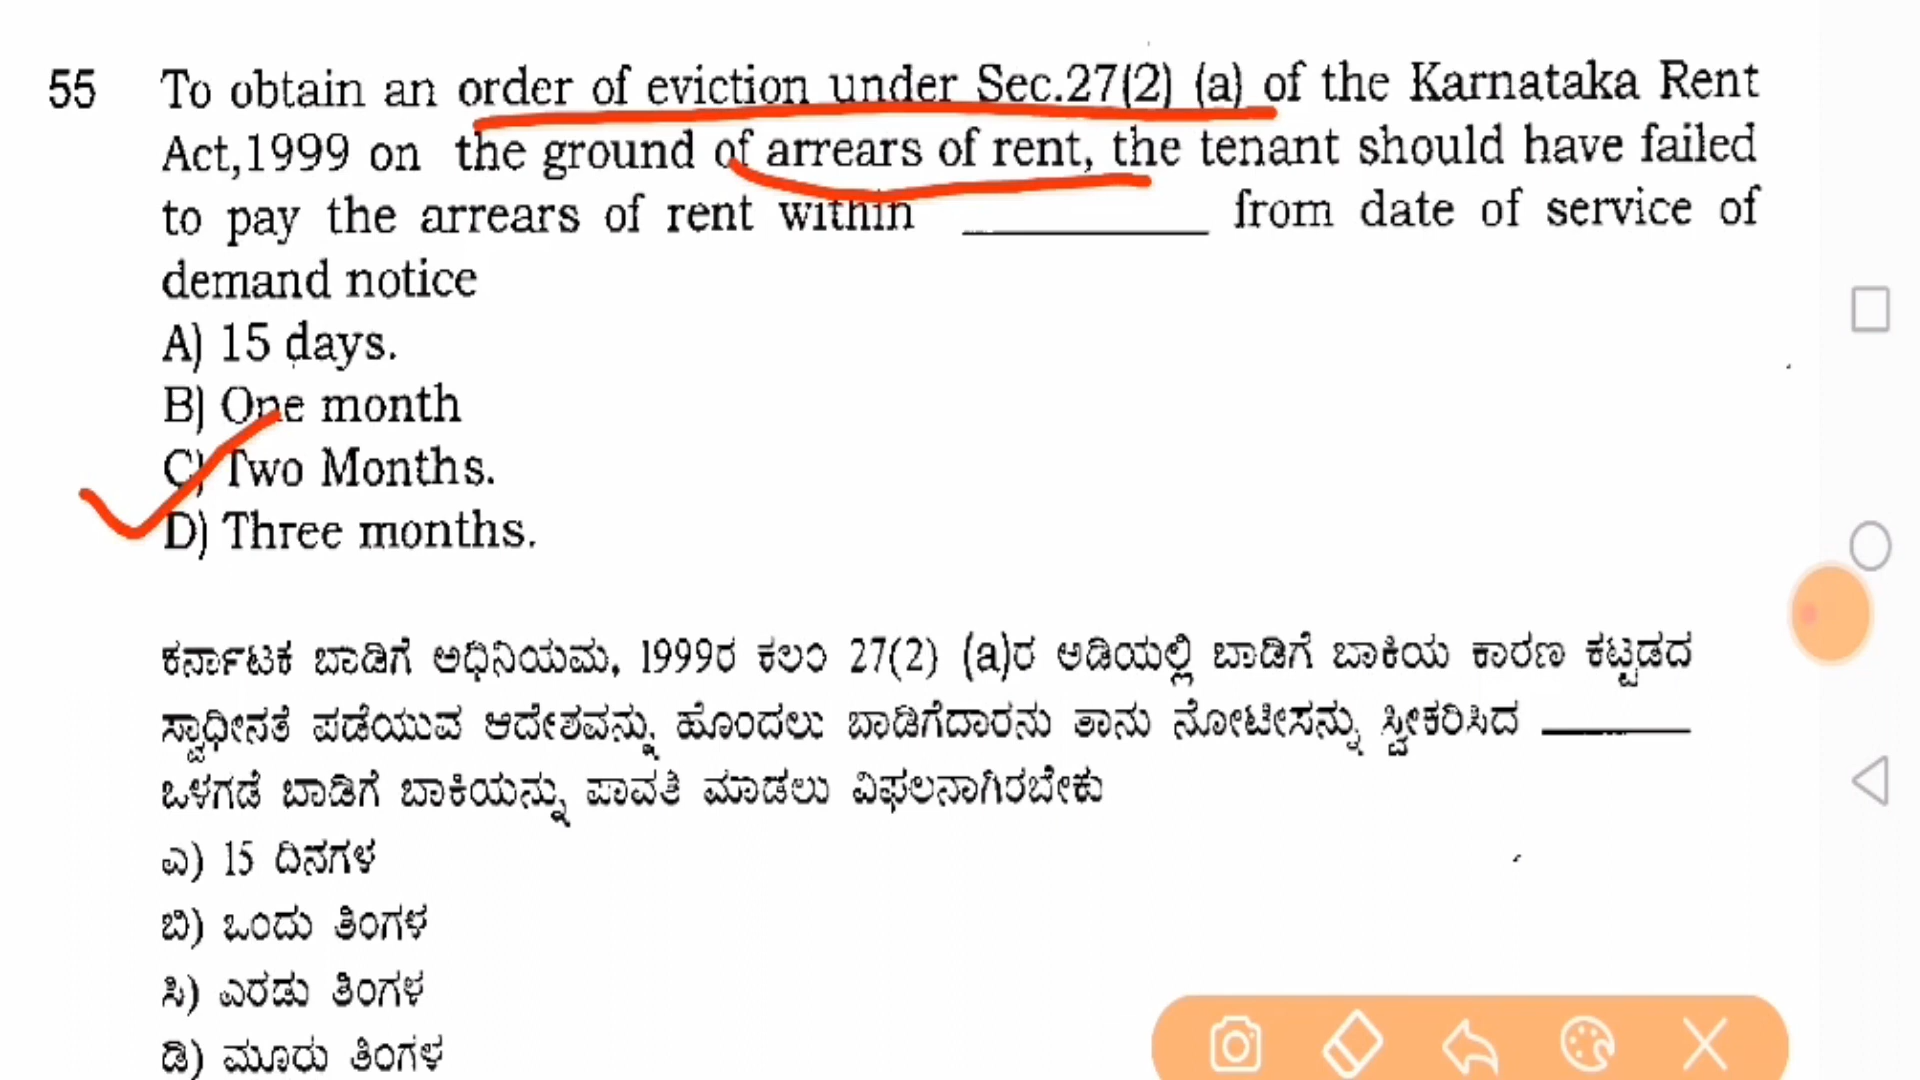 55 To obtain an order of eviction under Sec.27(2) (a) of the Karnataka Rent
Act,1999 on the ground of arrears of rent, the tenant should have failed
to pay the arrears of rent within __________ from date of service of
demand notice
A) 15 days.
B) One month
C) Two Months.
D) Three months.
ಕರ್ನಾಟಕ ಬಾಡಿಗೆ ಅಧಿನಿಯಮ, 1999ರ ಕಲಂ 27(2) (a)ರ ಅಡಿಯಲ್ಲಿ ಬಾಡಿಗೆ ಬಾಕಿಯ ಕಾರಣ ಕಟ್ಟಡದ
ಸ್ವಾಧೀನತೆ ಪಡೆಯುವ ಆದೇಶವನ್ನು ಹೊಂದಲು ಬಾಡಿಗೆದಾರನು ತಾನು ನೋಟೀಸನ್ನು ಸ್ವೀಕರಿಸಿದ ______
ಒಳಗಡೆ ಬಾಡಿಗೆ ಬಾಕಿಯನ್ನು ಪಾವತಿ ಮಾಡಲು ವಿಫಲನಾಗಿರಬೇಕು
ಎ) 15 ದಿನಗಳ
ಬಿ) ಒಂದು ತಿಂಗಳ
ಸಿ) ಎರಡು ತಿಂಗಳ
ಡಿ) ಮೂರು ತಿಂಗಳ